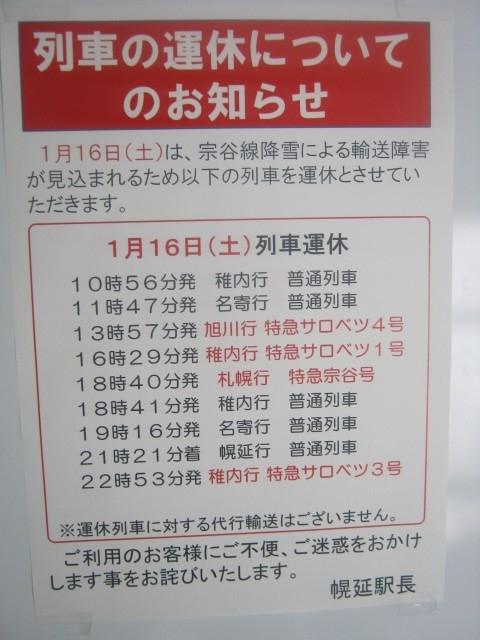 列車の運休について
のお知らせ
1月16日(土)は、宗谷線降雪による輸送障害
が見込まれるため以下の列車を運休とさせてい
ただきます。
1月16日(土)列車運休
10時56分発 稚内行 普通列車
11時47分発 名寄行 普通列車
13時57分発 旭川行 特急サロベツ4号
16時29分発 稚内行 特急サロベツ1号
18時40分発 札幌行 特急宗谷号
18時41分発 稚内行 普通列車
19時16分発 名寄行 普通列車
21時21分着 幌延行 普通列車
22時53分発 稚内行 特急サロベツ3号
※運休列車に対する代行輸送はございません。
ご利用のお客様にご不便、ご迷惑をおかけ
します事をお詫びいたします。
幌延駅長